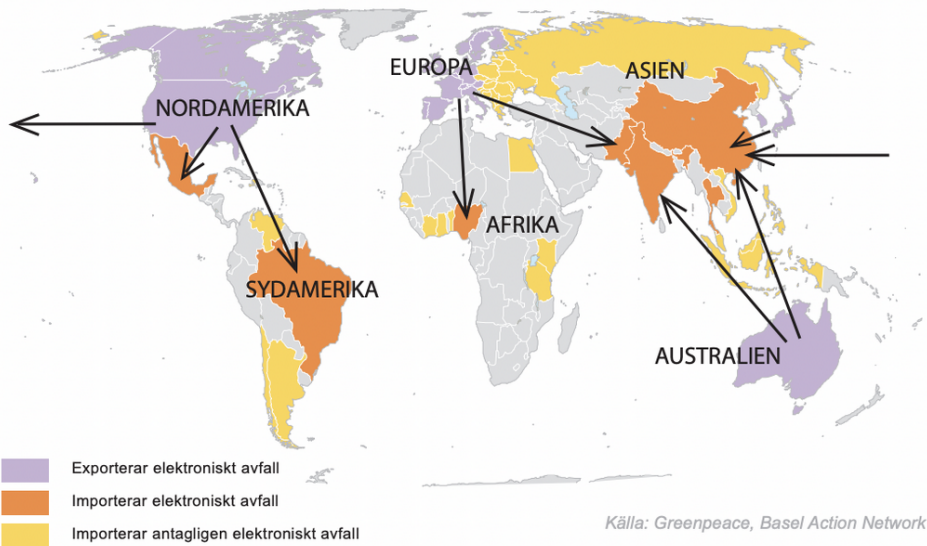 EUROPA
ASIEN
NORDAMERIKA
AFRIKA
SYDAMERIKA
AUSTRALIEN
Exporterar elektroniskt avfall
Importerar elektroniskt avfall
Importerar antagligen elektroniskt avfall
Källa: Greenpeace, Basel Action Network